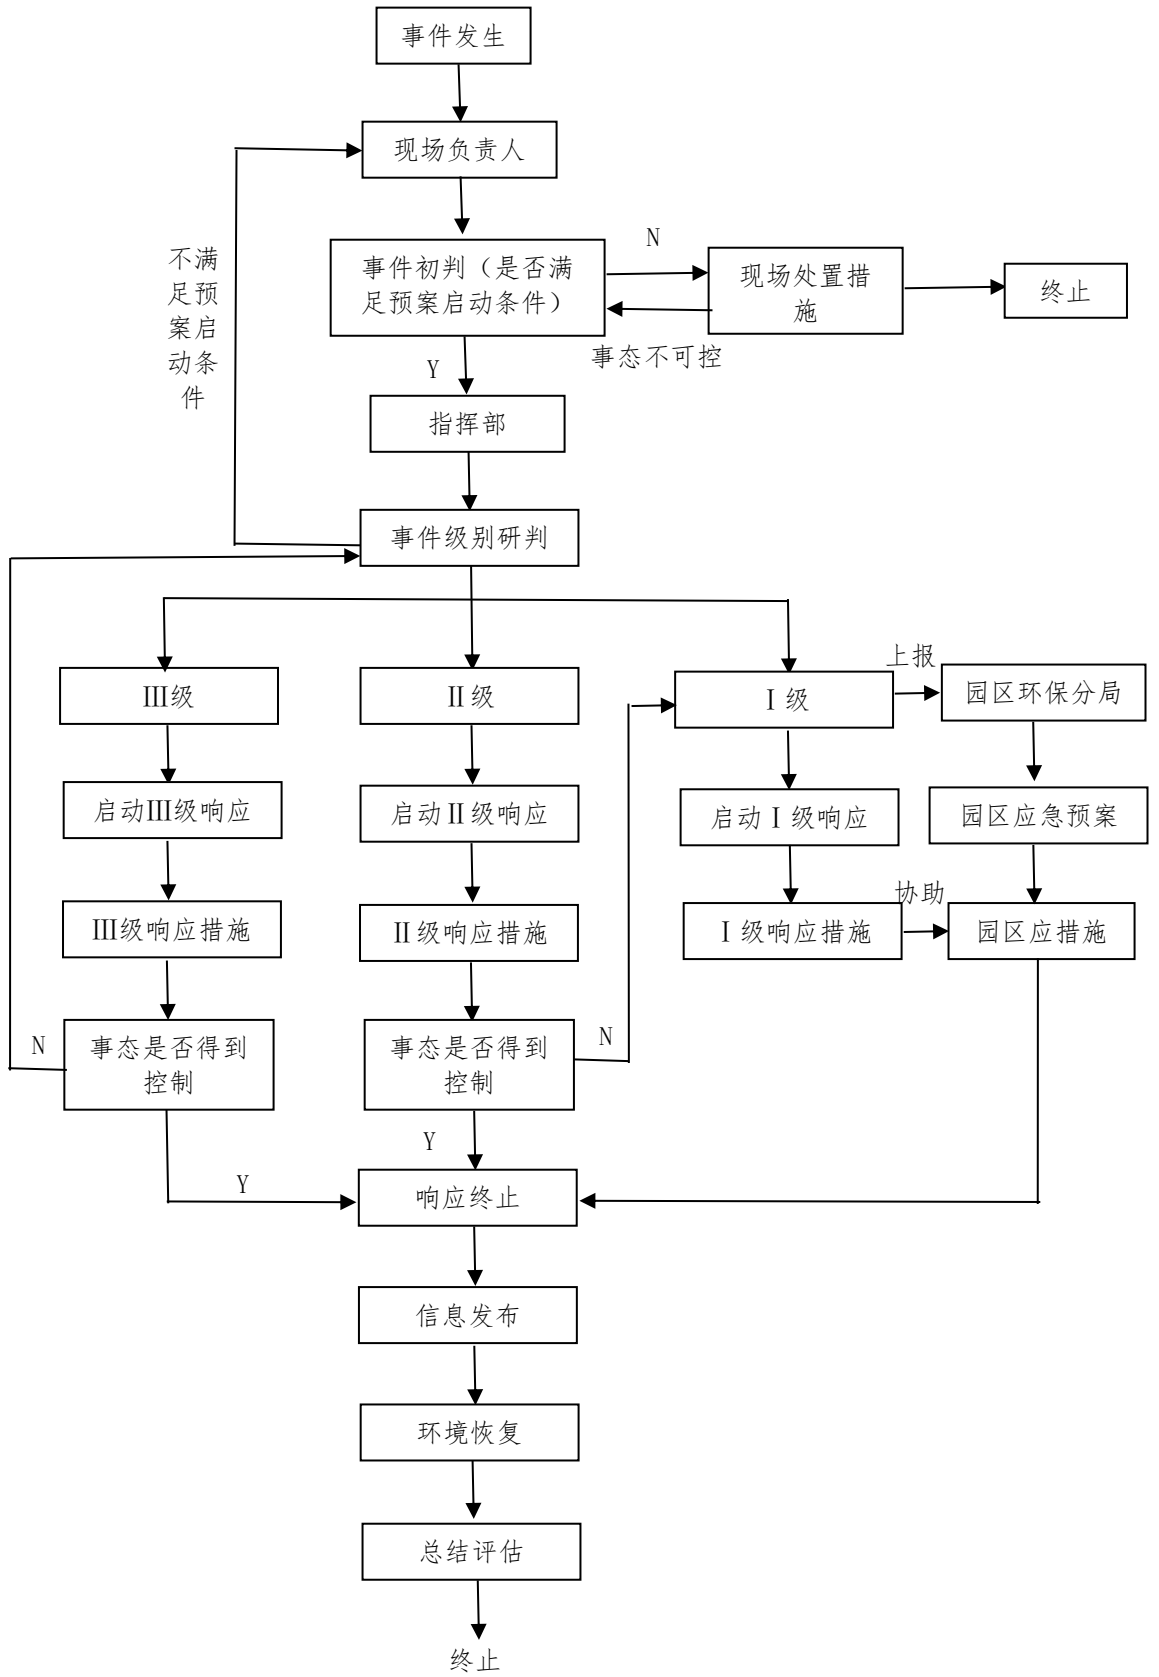 事件发生
现场负责人
不满
足预
案启
动条
件
事件初判（是否满
足预案启动条件）
N
现场处置措
施
终止
事态不可控
Y
指挥部
事件级别研判
Ⅲ级
Ⅱ级
Ⅰ级
上报
园区环保分局
启动Ⅲ级响应
启动Ⅱ级响应
启动Ⅰ级响应
园区应急预案
Ⅲ级响应措施
Ⅱ级响应措施
Ⅰ级响应措施
协助
园区应措施
N
事态是否得到
控制
事态是否得到
控制
N
Y
Y
响应终止
信息发布
环境恢复
总结评估
终止